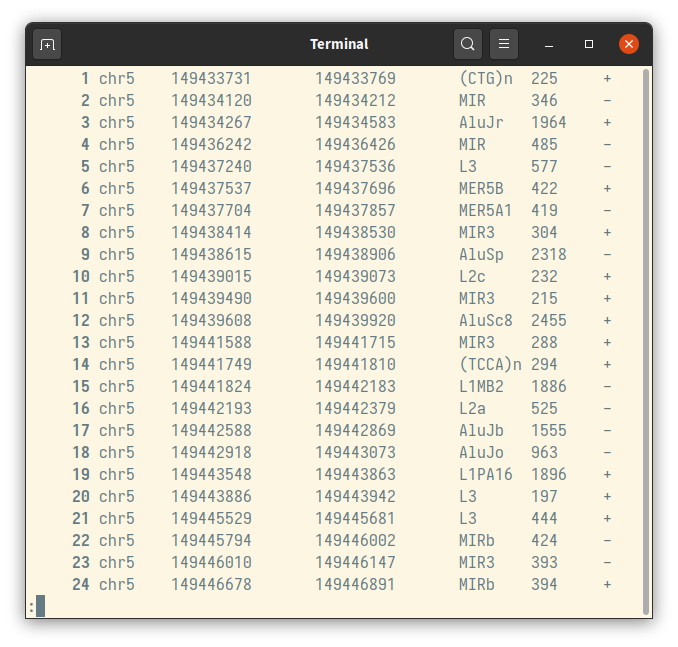 Terminal
1 chr5 149433731 149433769 (CTG)n 225 +
2 chr5 149434120 149434212 MIR 346 -
3 chr5 149434267 149434583 AluJr 1964 +
4 chr5 149436242 149436426 MIR 485 -
5 chr5 149437240 149437536 L3 577 -
6 chr5 149437537 149437696 MER5B 422 +
7 chr5 149437704 149437857 MER5A1 419 -
8 chr5 149438414 149438530 MIR3 304 +
9 chr5 149438615 149438906 AluSp 2318 -
10 chr5 149439015 149439073 L2c 232 +
11 chr5 149439490 149439600 MIR3 215 +
12 chr5 149439608 149439920 AluSc8 2455 +
13 chr5 149441588 149441715 MIR3 288 +
14 chr5 149441749 149441810 (TCCA)n 294 +
15 chr5 149441824 149442183 L1MB2 1886 -
16 chr5 149442193 149442379 L2a 525 -
17 chr5 149442588 149442869 AluJb 1555 -
18 chr5 149442918 149443073 AluJo 963 -
19 chr5 149443548 149443863 L1PA16 1896 +
20 chr5 149443886 149443942 L3 197 +
21 chr5 149445529 149445681 L3 444 +
22 chr5 149445794 149446002 MIRb 424 -
23 chr5 149446010 149446147 MIR3 393 -
24 chr5 149446678 149446891 MIRb 394 +
: